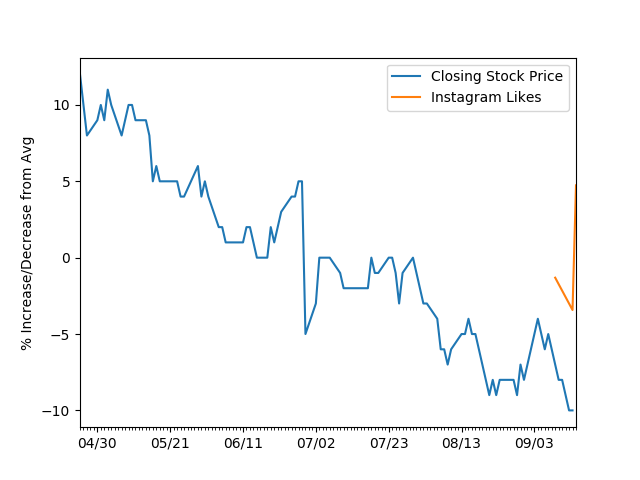 Closing Stock Price
Instagram Likes
% Increase/Decrease from Avg
10
5
0
−5
−10
04/30 05/21 06/11 07/02 07/23 08/13 09/03